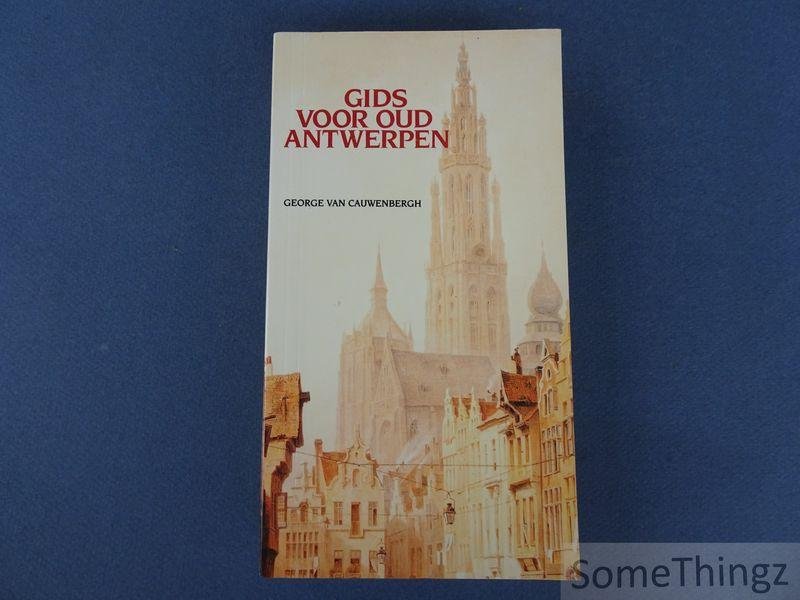 GIDS
VOOR OUD
ANTWERPEN
GEORGE VAN CAUWENBERGH
SomeThingz